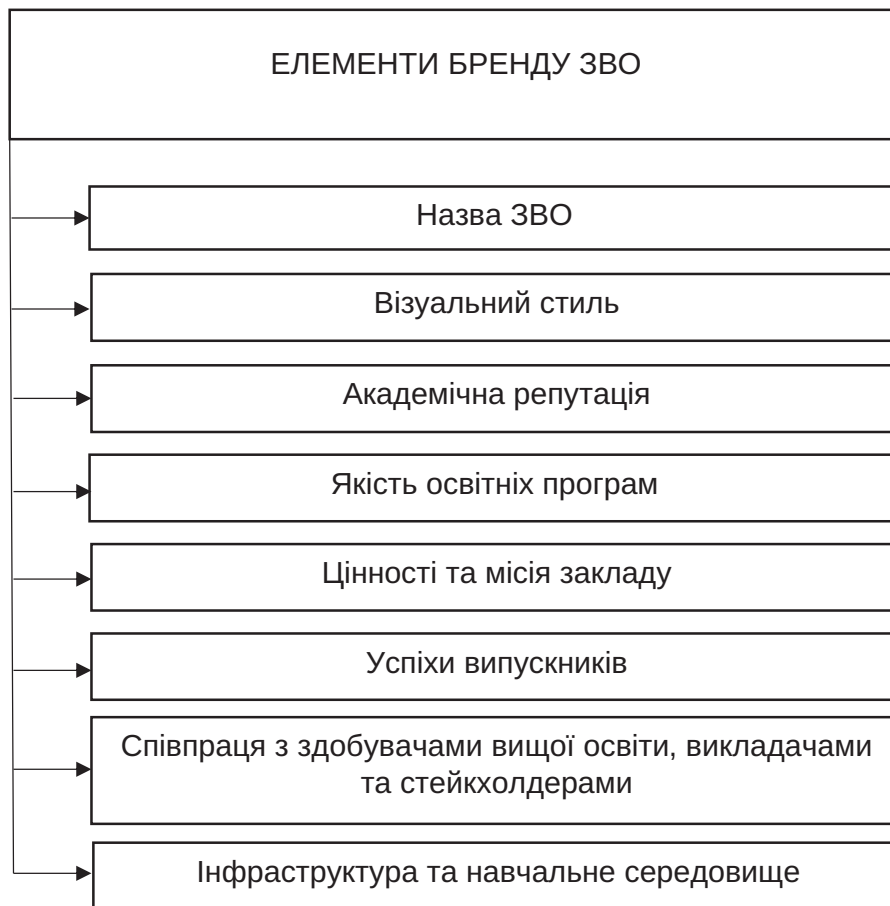 ЕЛЕМЕНТИ БРЕНДУ ЗВО
Назва ЗВО
Візуальний стиль
Академічна репутація
Якість освітніх програм
Цінності та місія закладу
Успіхи випускників
Співпраця з здобувачами вищої освіти, викладачами
та стейкхолдерами
Інфраструктура та навчальне середовище